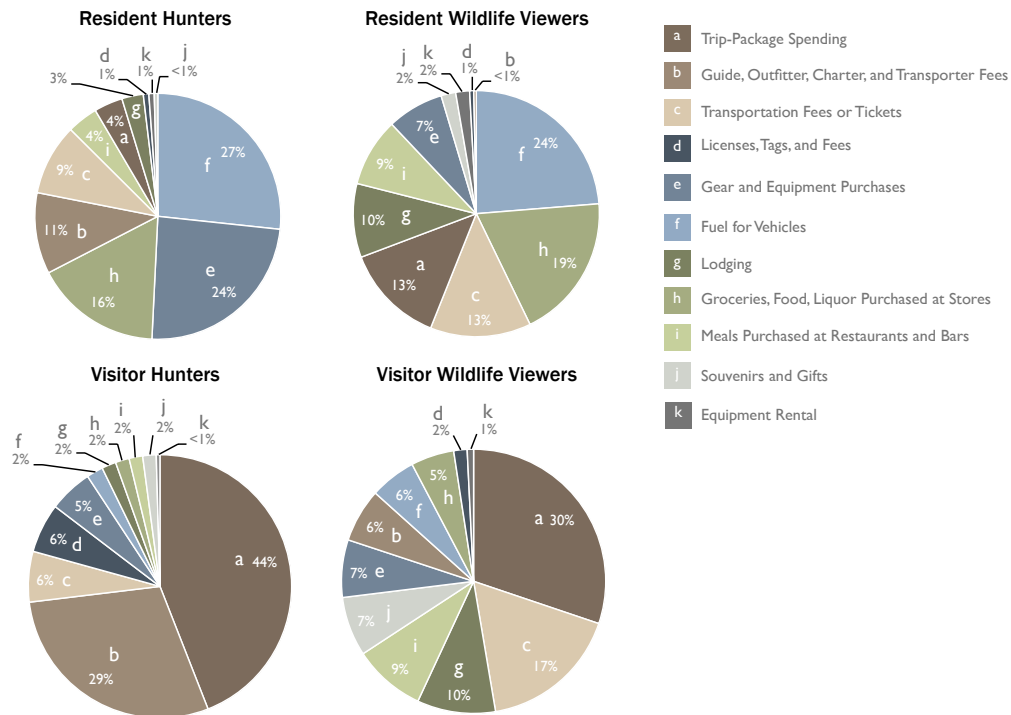 Resident Hunters
d
1%
k
1%
j
<1%
3%
g
4%
a
4%
i
9% c
11% b
h
16%
e
24%
f
27%
Resident Wildlife Viewers
j
2%
k
2%
d
1%
b
<1%
7%
e
9%
i
10% g
a
13%
c
13%
h
19%
f
24%
Visitor Hunters
f
2%
g
2%
h
2%
i
2%
j
2%
k
<1%
5%
e
6% d
6% c
b
29%
a 44%
Visitor Wildlife Viewers
d
2%
k
1%
5%
h
6%
f
6% b
7% e
7% j
i
9%
g
10%
c
17%
a 30%
a Trip-Package Spending
b Guide, Outfitter, Charter, and Transporter Fees
c Transportation Fees or Tickets
d Licenses, Tags, and Fees
e Gear and Equipment Purchases
f Fuel for Vehicles
g Lodging
h Groceries, Food, Liquor Purchased at Stores
i Meals Purchased at Restaurants and Bars
j Souvenirs and Gifts
k Equipment Rental